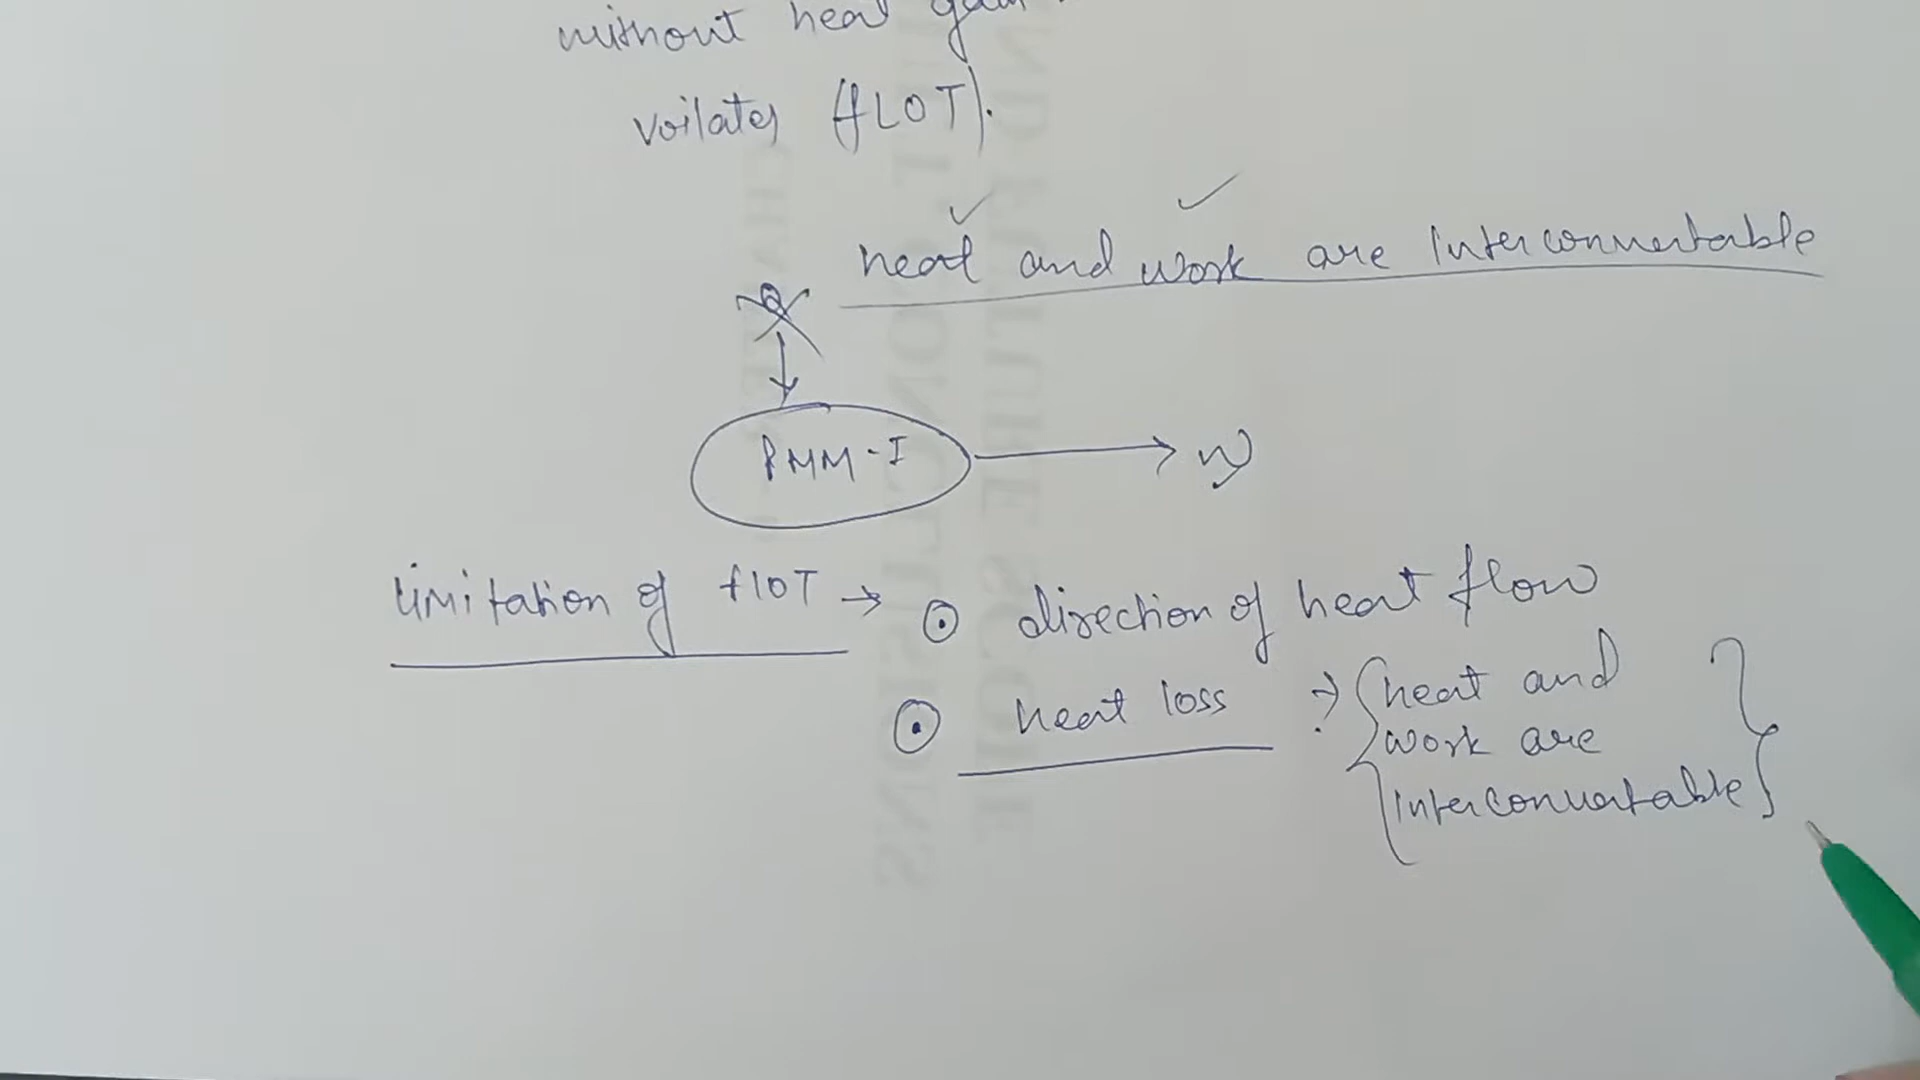 without heat gain
voilates (fLOT).
heat and work are Interconvertable
Q
PMM-I
W
limitation of fLOT → ⊙ direction of heat flow
⊙ heat loss → {heat and
work are
interconvertable}